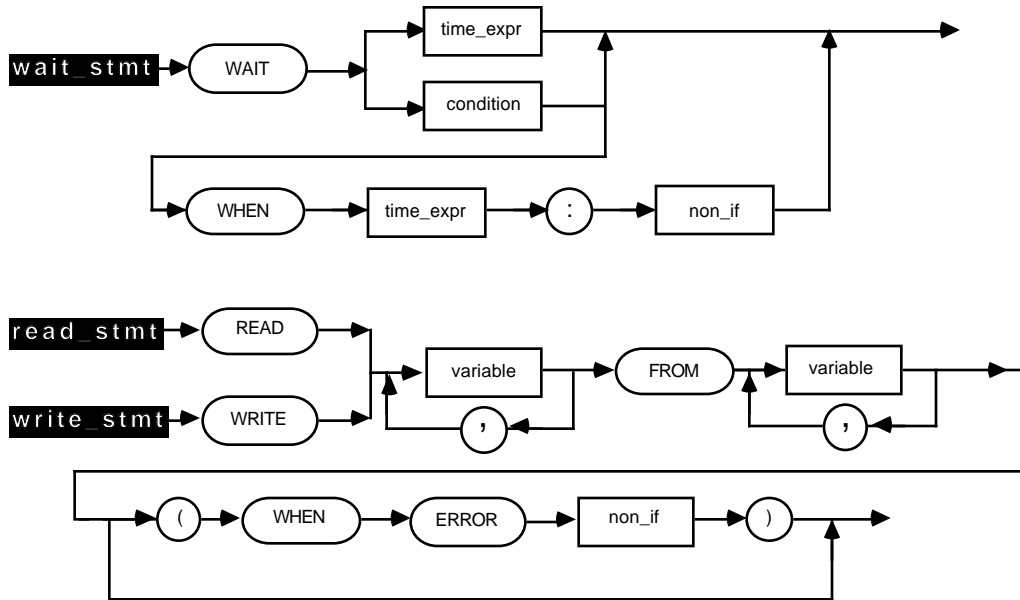 time_expr
wait_stmt WAIT
condition
WHEN time_expr : non_if
read_stmt READ
variable FROM variable
write_stmt WRITE , ,
( WHEN ERROR non_if )